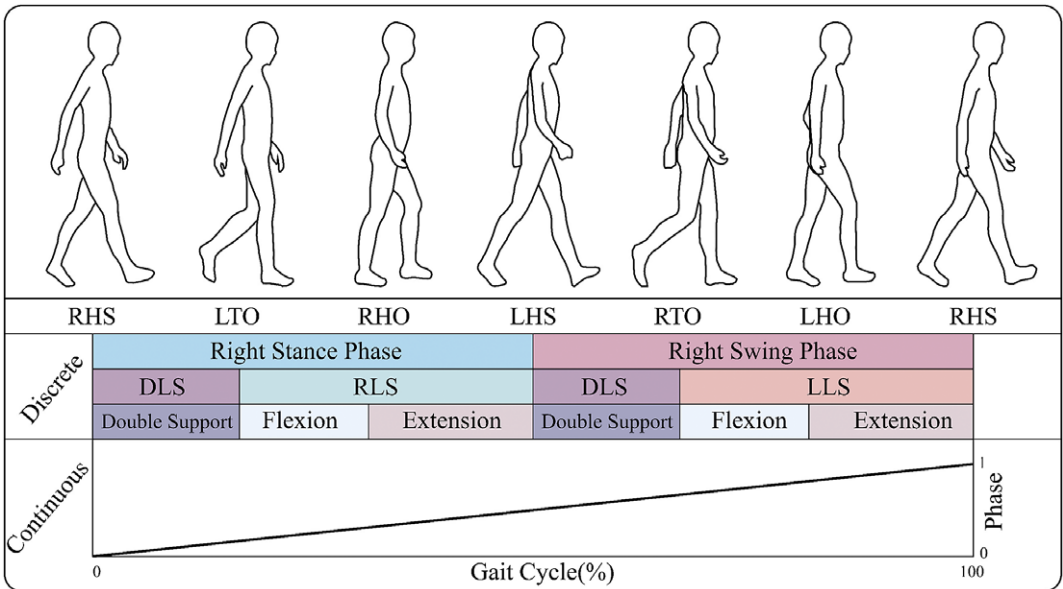 RHS LTO RHO LHS RTO LHO RHS
Discrete
Right Stance Phase Right Swing Phase
DLS RLS DLS LLS
Double Support Flexion Extension Double Support Flexion Extension
Continuous
1
Phase
0
0 Gait Cycle(%) 100